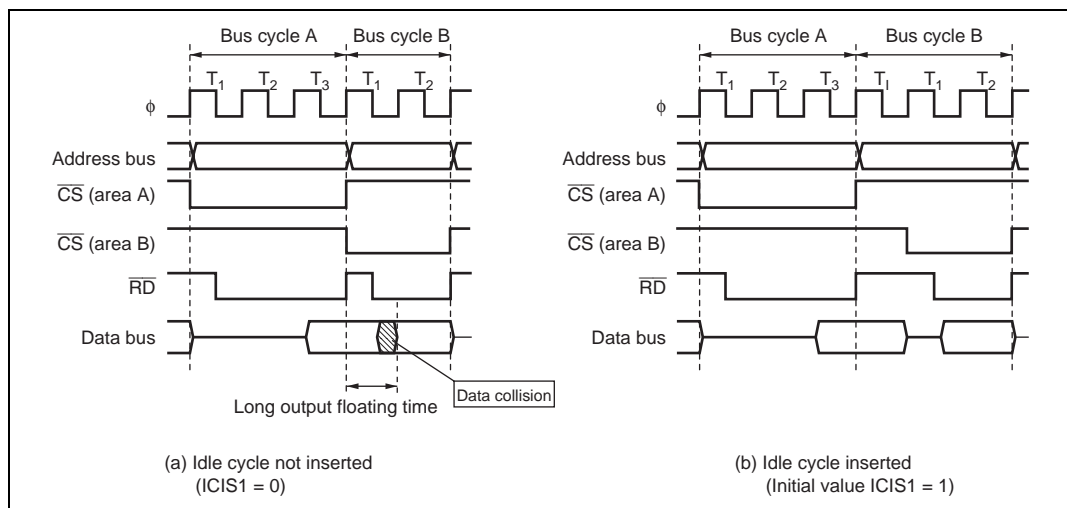 Bus cycle A
Bus cycle B
T1
T2
T3
T1
T2
ϕ
Address bus
CS (area A)
CS (area B)
RD
Data bus
Data collision
Long output floating time
(a) Idle cycle not inserted
(ICIS1 = 0)
Bus cycle A
Bus cycle B
T1
T2
T3
TI
T1
T2
ϕ
Address bus
CS (area A)
CS (area B)
RD
Data bus
(b) Idle cycle inserted
(Initial value ICIS1 = 1)